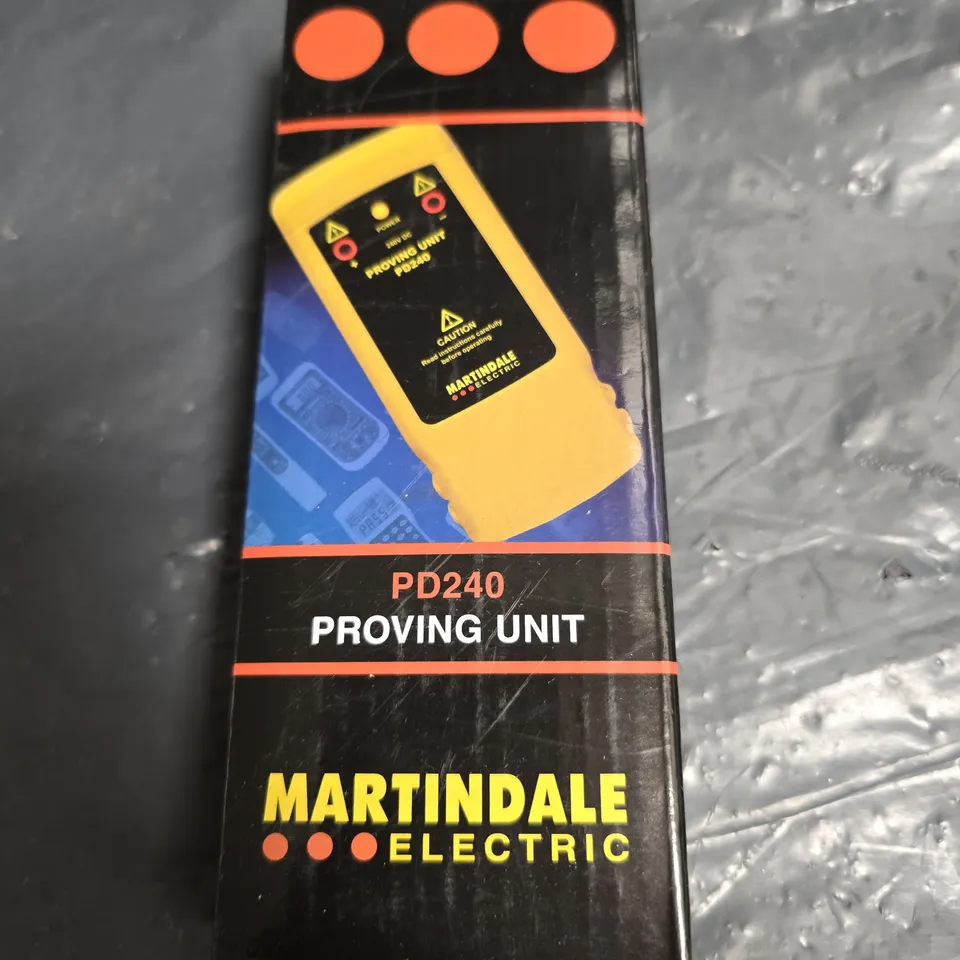 POWER
240V DC
PROVING UNIT
PD240
+
−
CAUTION
Read instructions carefully
before operating
MARTINDALE
ELECTRIC
PASS
PD240
PROVING UNIT
MARTINDALE
ELECTRIC